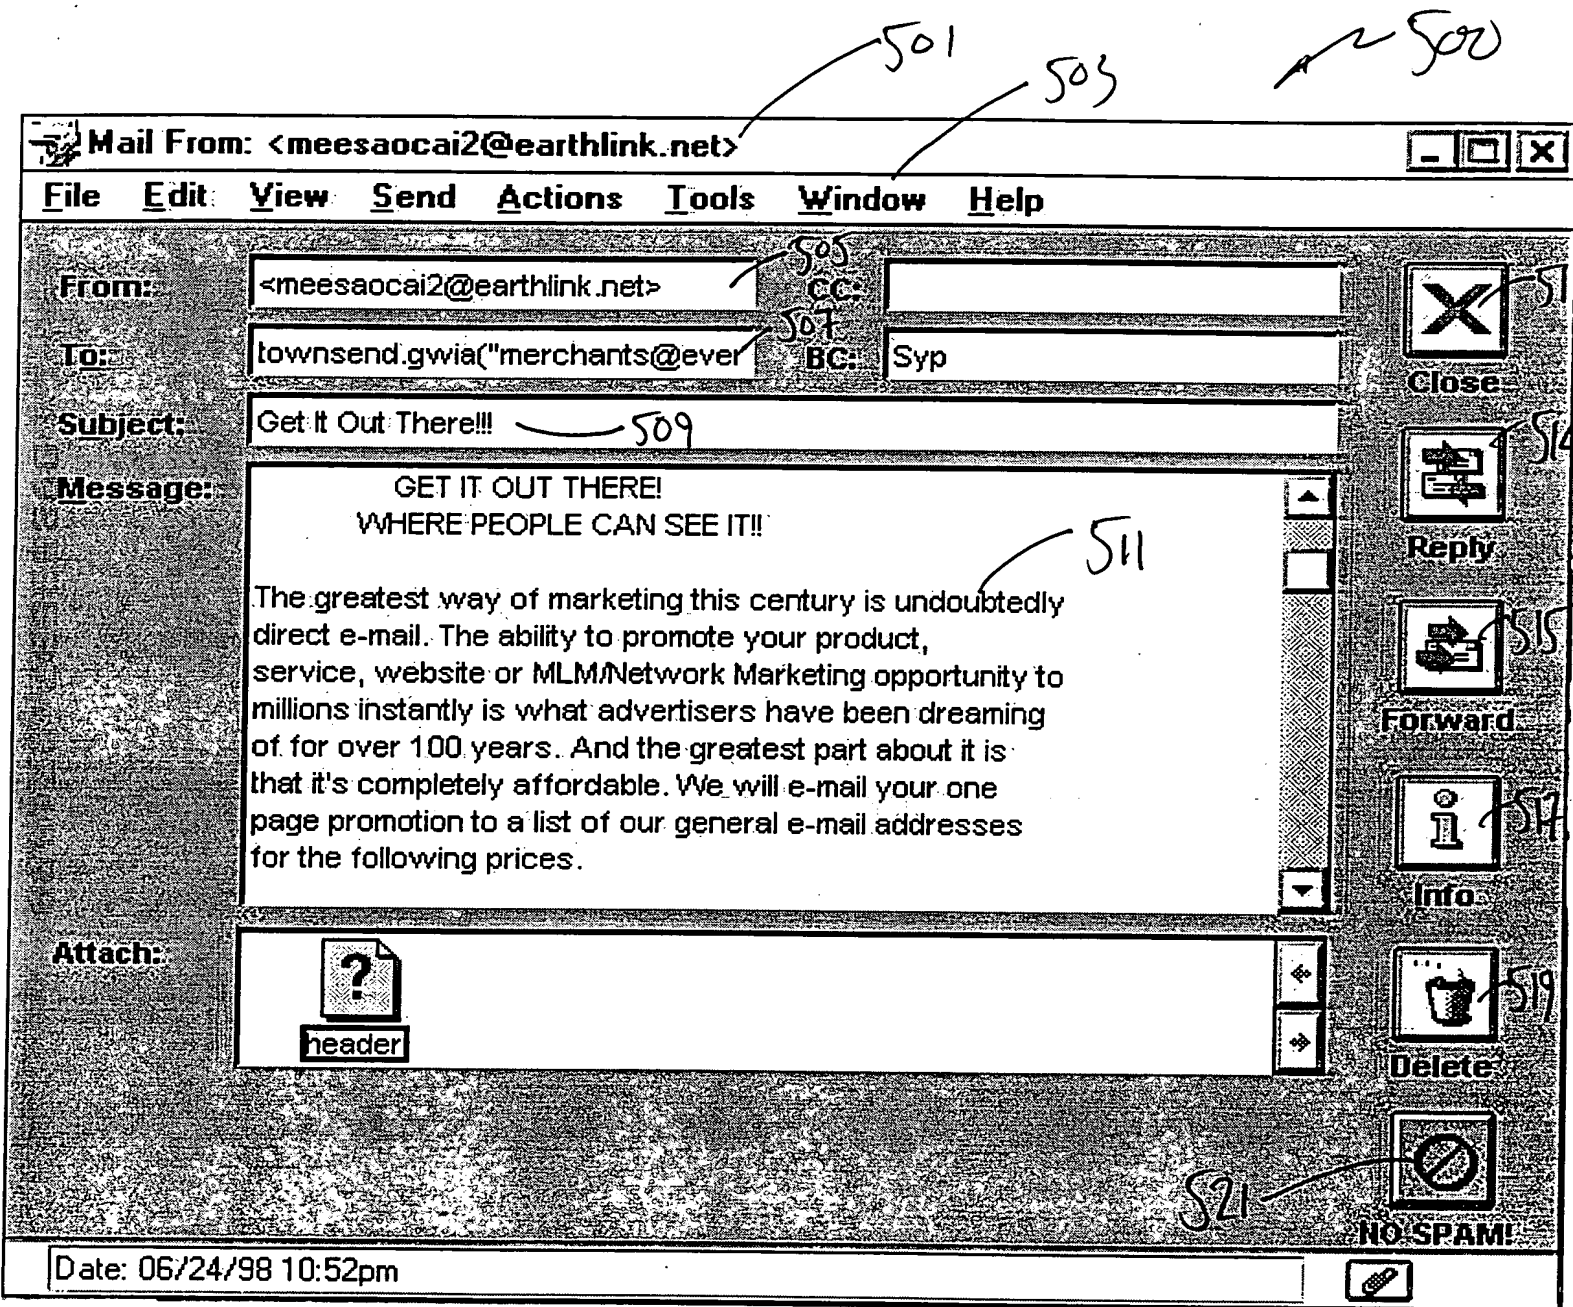 501
503
500
Mail From: <meesaocai2@earthlink.net>
File Edit View Send Actions Tools Window Help
From: <meesaocai2@earthlink.net> 505 CC:
To: townsend.gwia("merchants@ever 507 BC: Syp
Close
Subject: Get It Out There!!! 509
Message: GET IT OUT THERE!
WHERE PEOPLE CAN SEE IT!!
511
Reply
The greatest way of marketing this century is undoubtedly
direct e-mail. The ability to promote your product,
service, website or MLM/Network Marketing opportunity to
millions instantly is what advertisers have been dreaming
of for over 100 years. And the greatest part about it is
that it's completely affordable. We will e-mail your one
page promotion to a list of our general e-mail addresses
for the following prices.
515
Forward
517
Info
Attach:
?
header
519
Delete
521
NO SPAM!
Date: 06/24/98 10:52pm